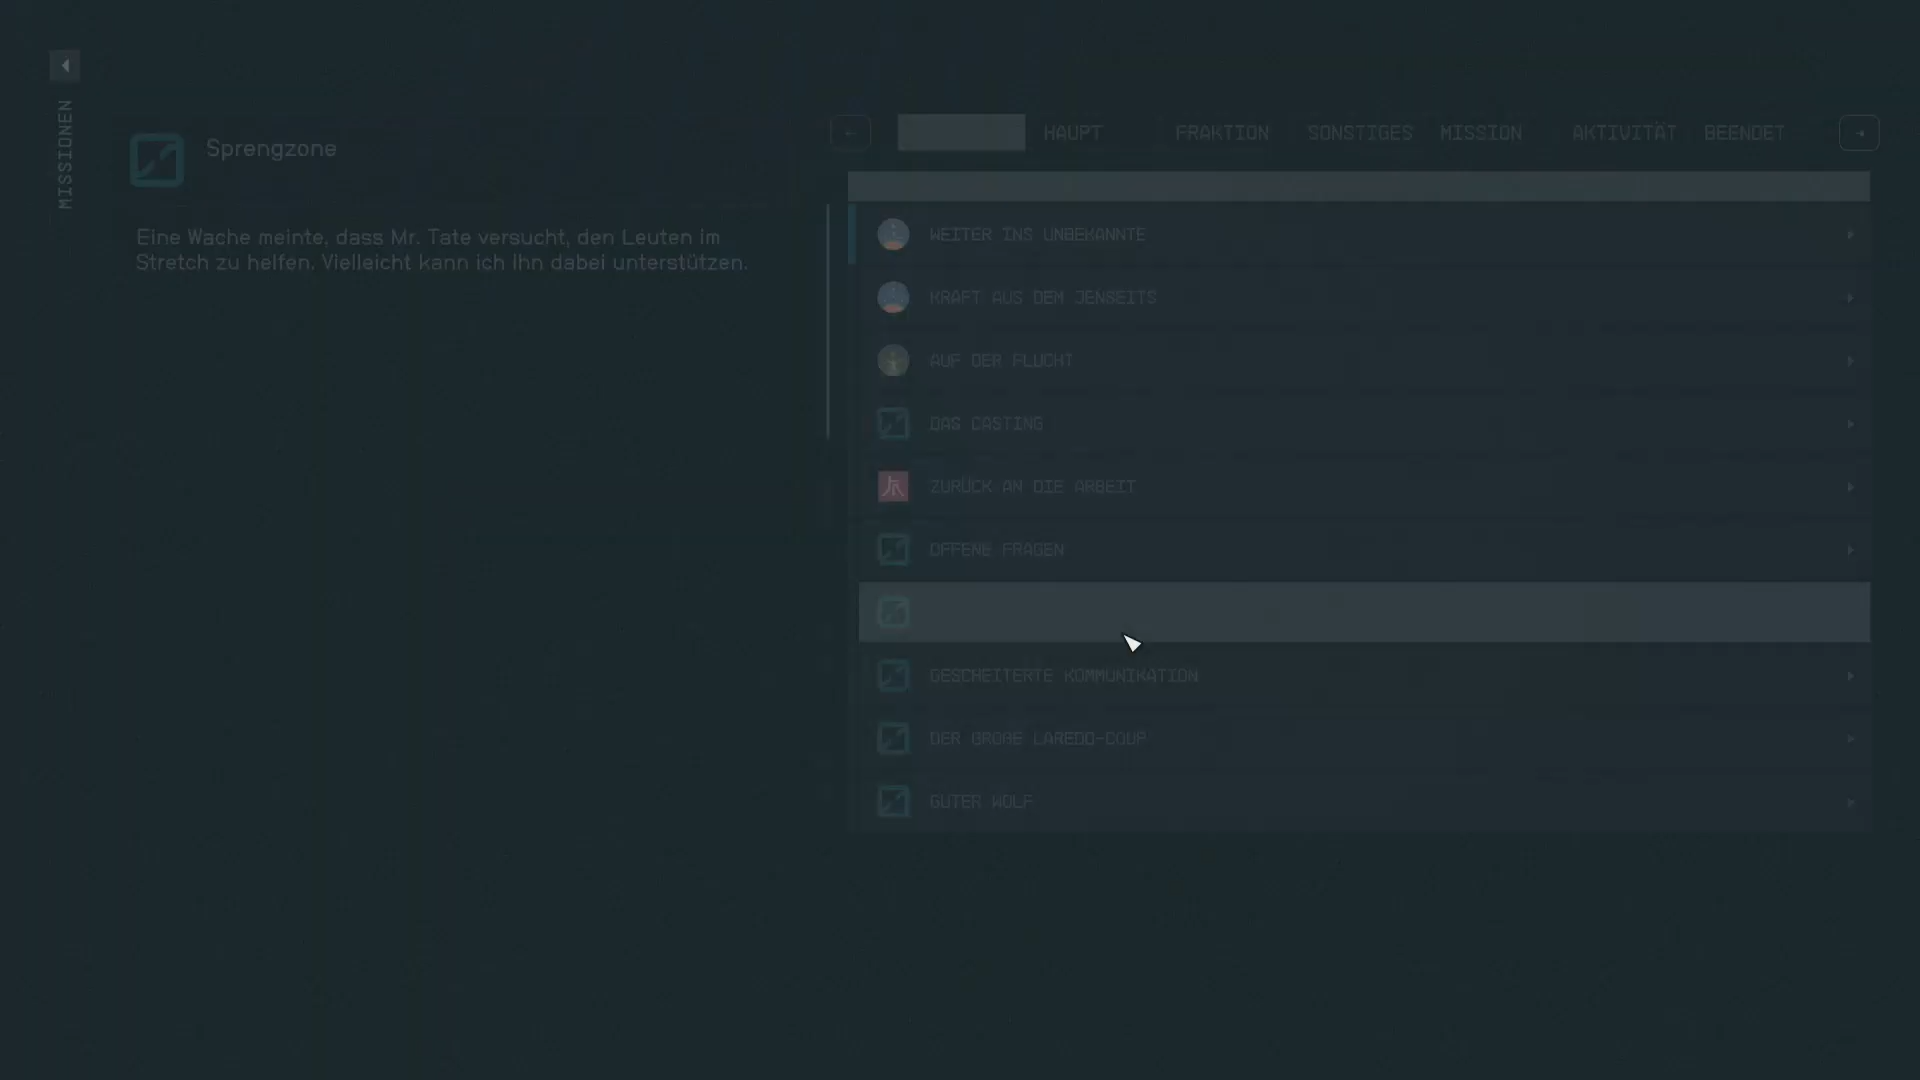 MISSIONEN
Sprengzone
Eine Wache meinte, dass Mr. Tate versucht, den Leuten im
Stretch zu helfen. Vielleicht kann ich ihn dabei unterstützen.
HAUPT FRAKTION SONSTIGES MISSION AKTIVITÄT BEENDET
WEITER INS UNBEKANNTE
KRAFT AUS DEM JENSEITS
AUF DER FLUCHT
DAS CASTING
ZURÜCK AN DIE ARBEIT
OFFENE FRAGEN
GESCHEITERTE KOMMUNIKATION
DER GROẞE LAREDO-COUP
GUTER WOLF